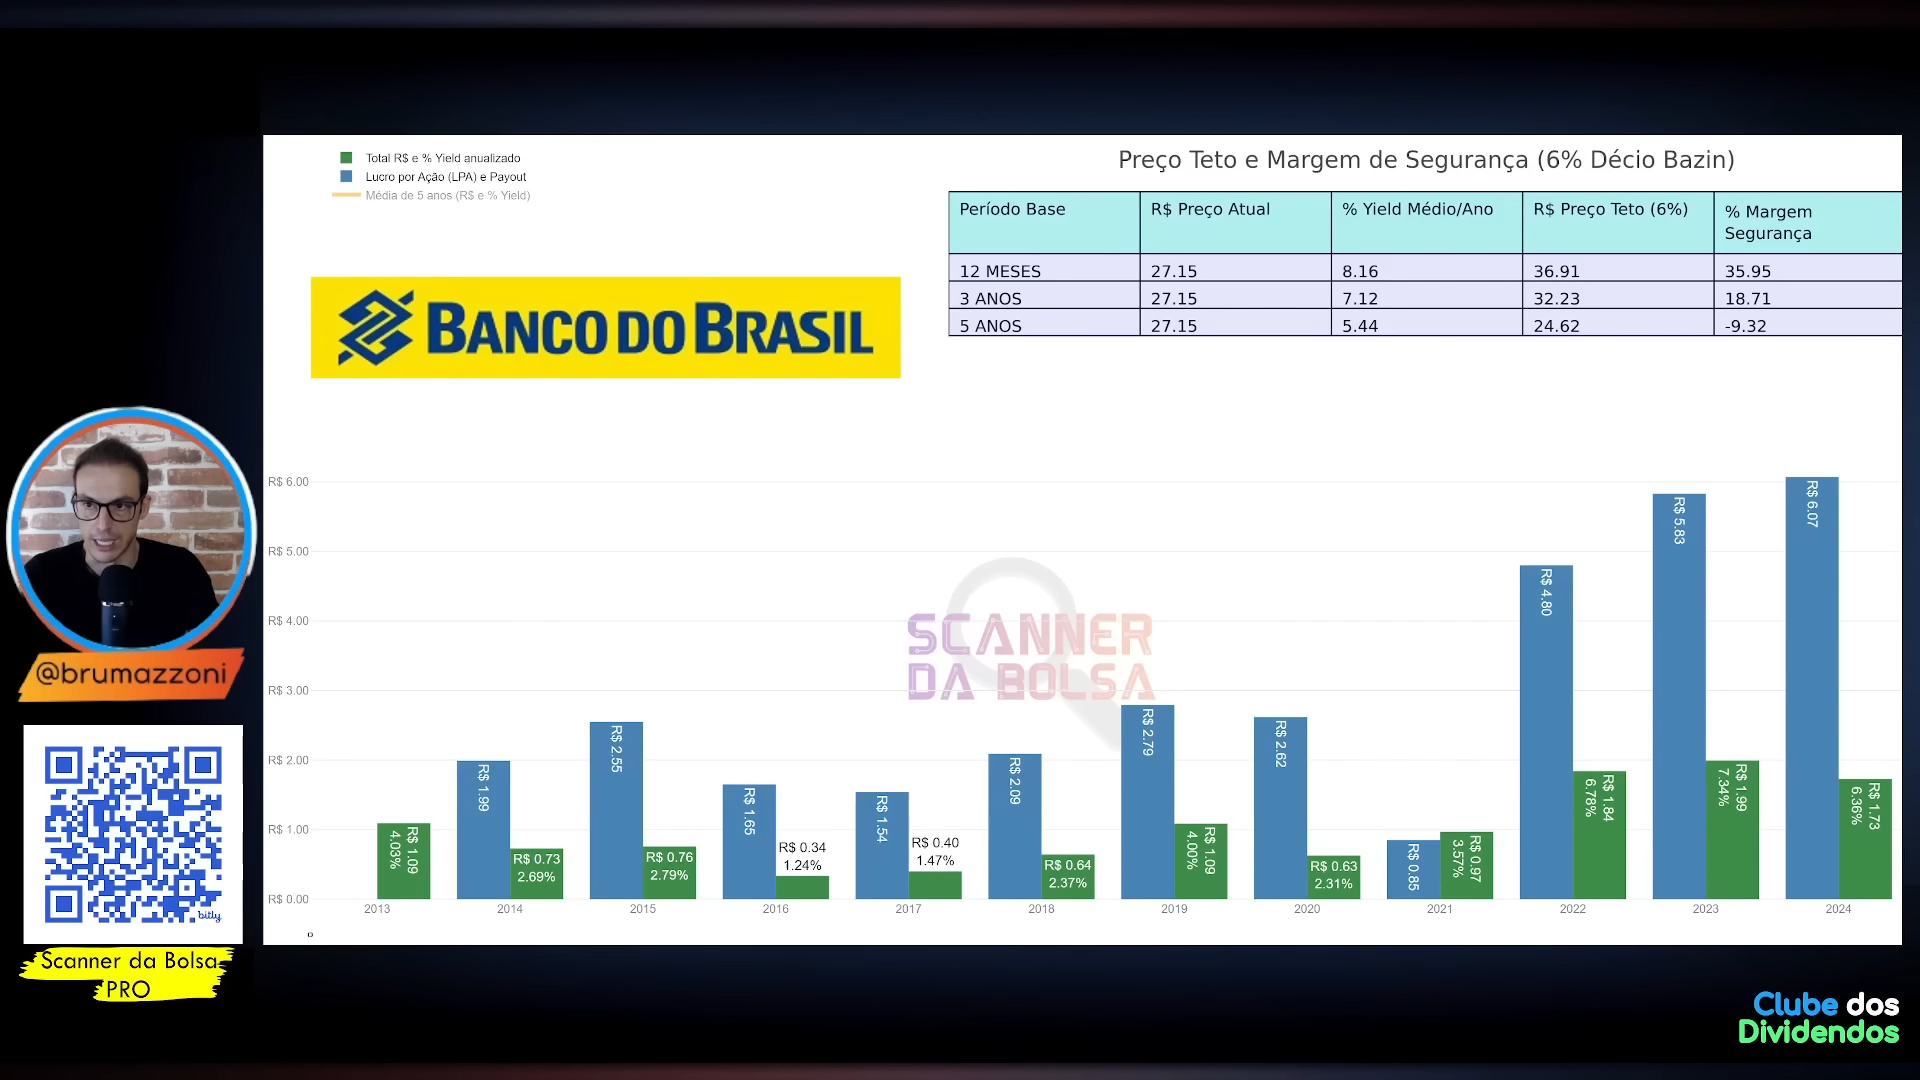 Total R$ e % Yield anualizado
Lucro por Ação (LPA) e Payout
Média de 5 anos (R$ e % Yield)
Preço Teto e Margem de Segurança (6% Décio Bazin)
Período Base R$ Preço Atual % Yield Médio/Ano R$ Preço Teto (6%) % Margem Segurança
12 MESES 27.15 8.16 36.91 35.95
3 ANOS 27.15 7.12 32.23 18.71
5 ANOS 27.15 5.44 24.62 -9.32
BANCO DO BRASIL
R$ 6.00
R$ 5.00
R$ 4.00
R$ 3.00
R$ 2.00
R$ 1.00
R$ 0.00
SCANNER
DA BOLSA
R$ 1.09
4.03%
R$ 1.99
R$ 0.73
2.69%
R$ 2.55
R$ 0.76
2.79%
R$ 1.65
R$ 0.34
1.24%
R$ 1.54
R$ 0.40
1.47%
R$ 2.09
R$ 0.64
2.37%
R$ 2.79
R$ 1.09
4.00%
R$ 2.62
R$ 0.63
2.31%
R$ 0.85
R$ 0.97
3.57%
R$ 4.80
R$ 1.84
6.78%
R$ 5.83
R$ 1.99
7.34%
R$ 6.07
R$ 1.73
6.36%
2013 2014 2015 2016 2017 2018 2019 2020 2021 2022 2023 2024
@brumazzoni
bitly
Scanner da Bolsa
PRO
Clube dos
Dividendos